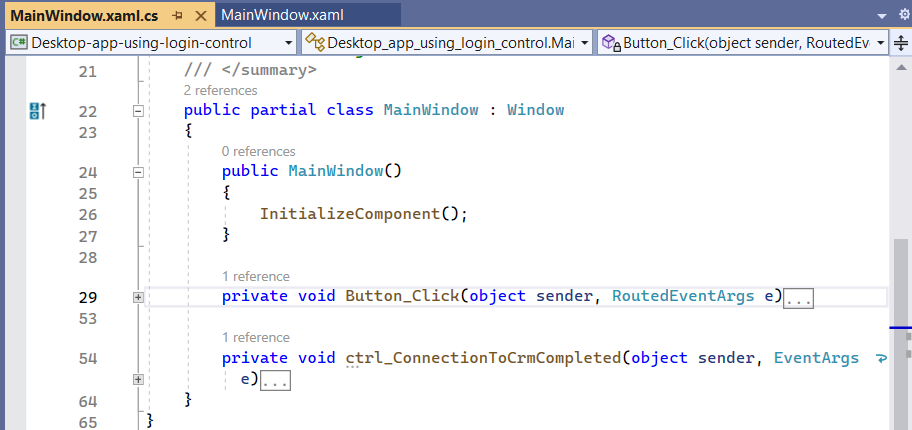 MainWindow.xaml.cs MainWindow.xaml
C# Desktop-app-using-login-control Desktop_app_using_login_control.Mai Button_Click(object sender, RoutedEv
21 /// </summary>
2 references
22 public partial class MainWindow : Window
23 {
0 references
24 public MainWindow()
25 {
26 InitializeComponent();
27 }
28
1 reference
29 private void Button_Click(object sender, RoutedEventArgs e)...
53
1 reference
54 private void ctrl_ConnectionToCrmCompleted(object sender, EventArgs
e)...
64 }
65 }